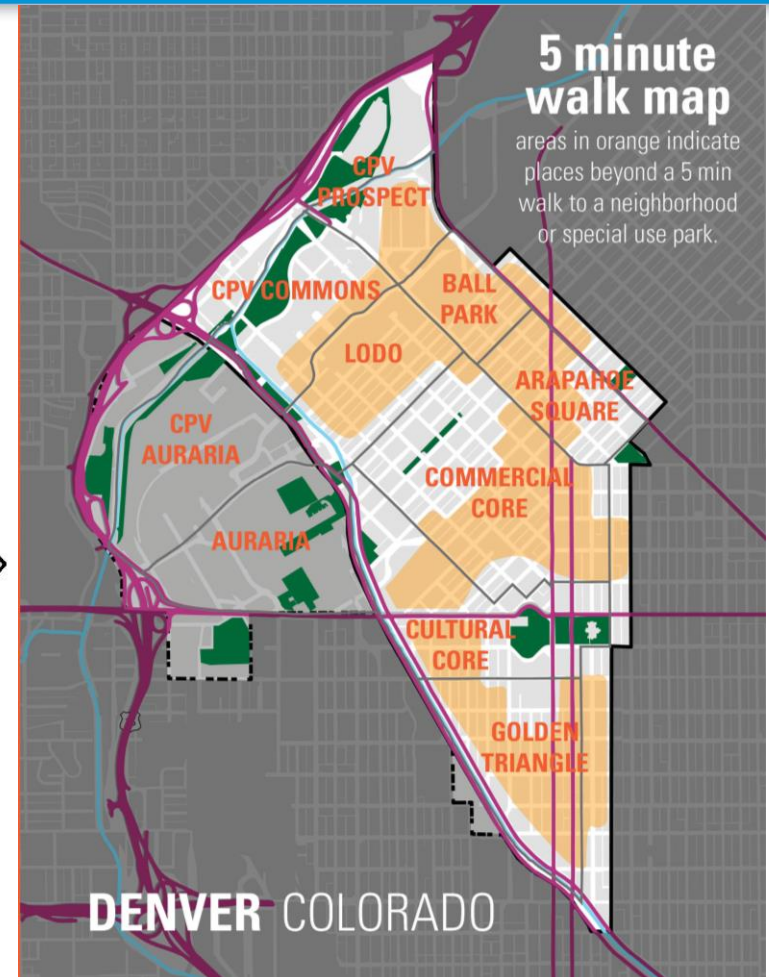 5 minute
walk map
areas in orange indicate
places beyond a 5 min
walk to a neighborhood
or special use park.
CPV
PROSPECT
CPV COMMONS
BALL
PARK
LODO
ARAPAHOE
SQUARE
CPV
AURARIA
COMMERCIAL
CORE
AURARIA
CULTURAL
CORE
GOLDEN
TRIANGLE
DENVER COLORADO